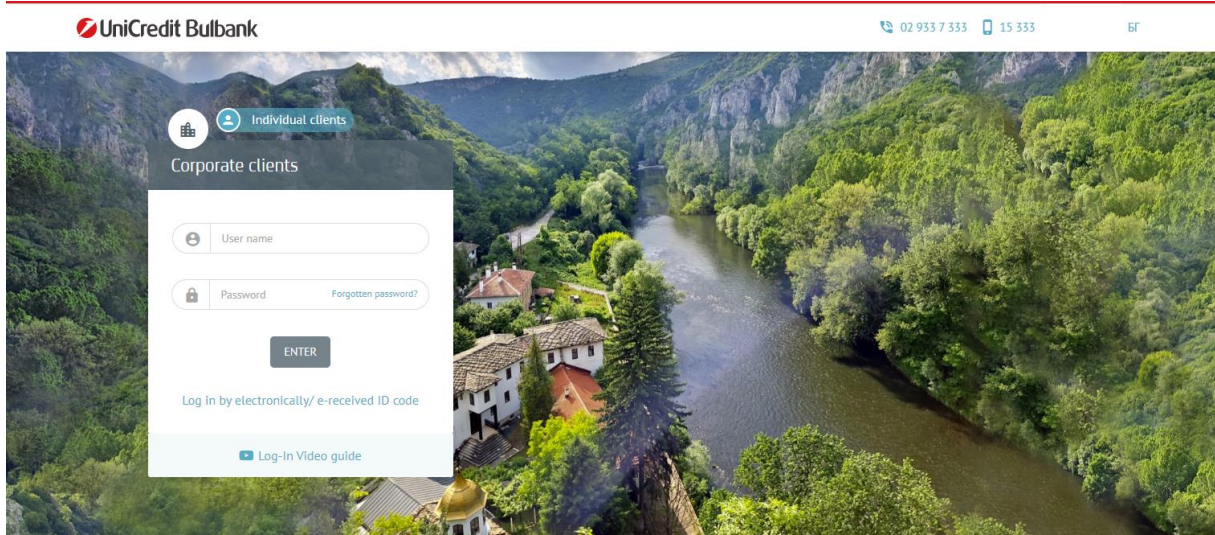 UniCredit Bulbank
02 933 7 333 15 333 БГ
Individual clients
Corporate clients
User name
Password Forgotten password?
ENTER
Log in by electronically/ e-received ID code
Log-In Video guide